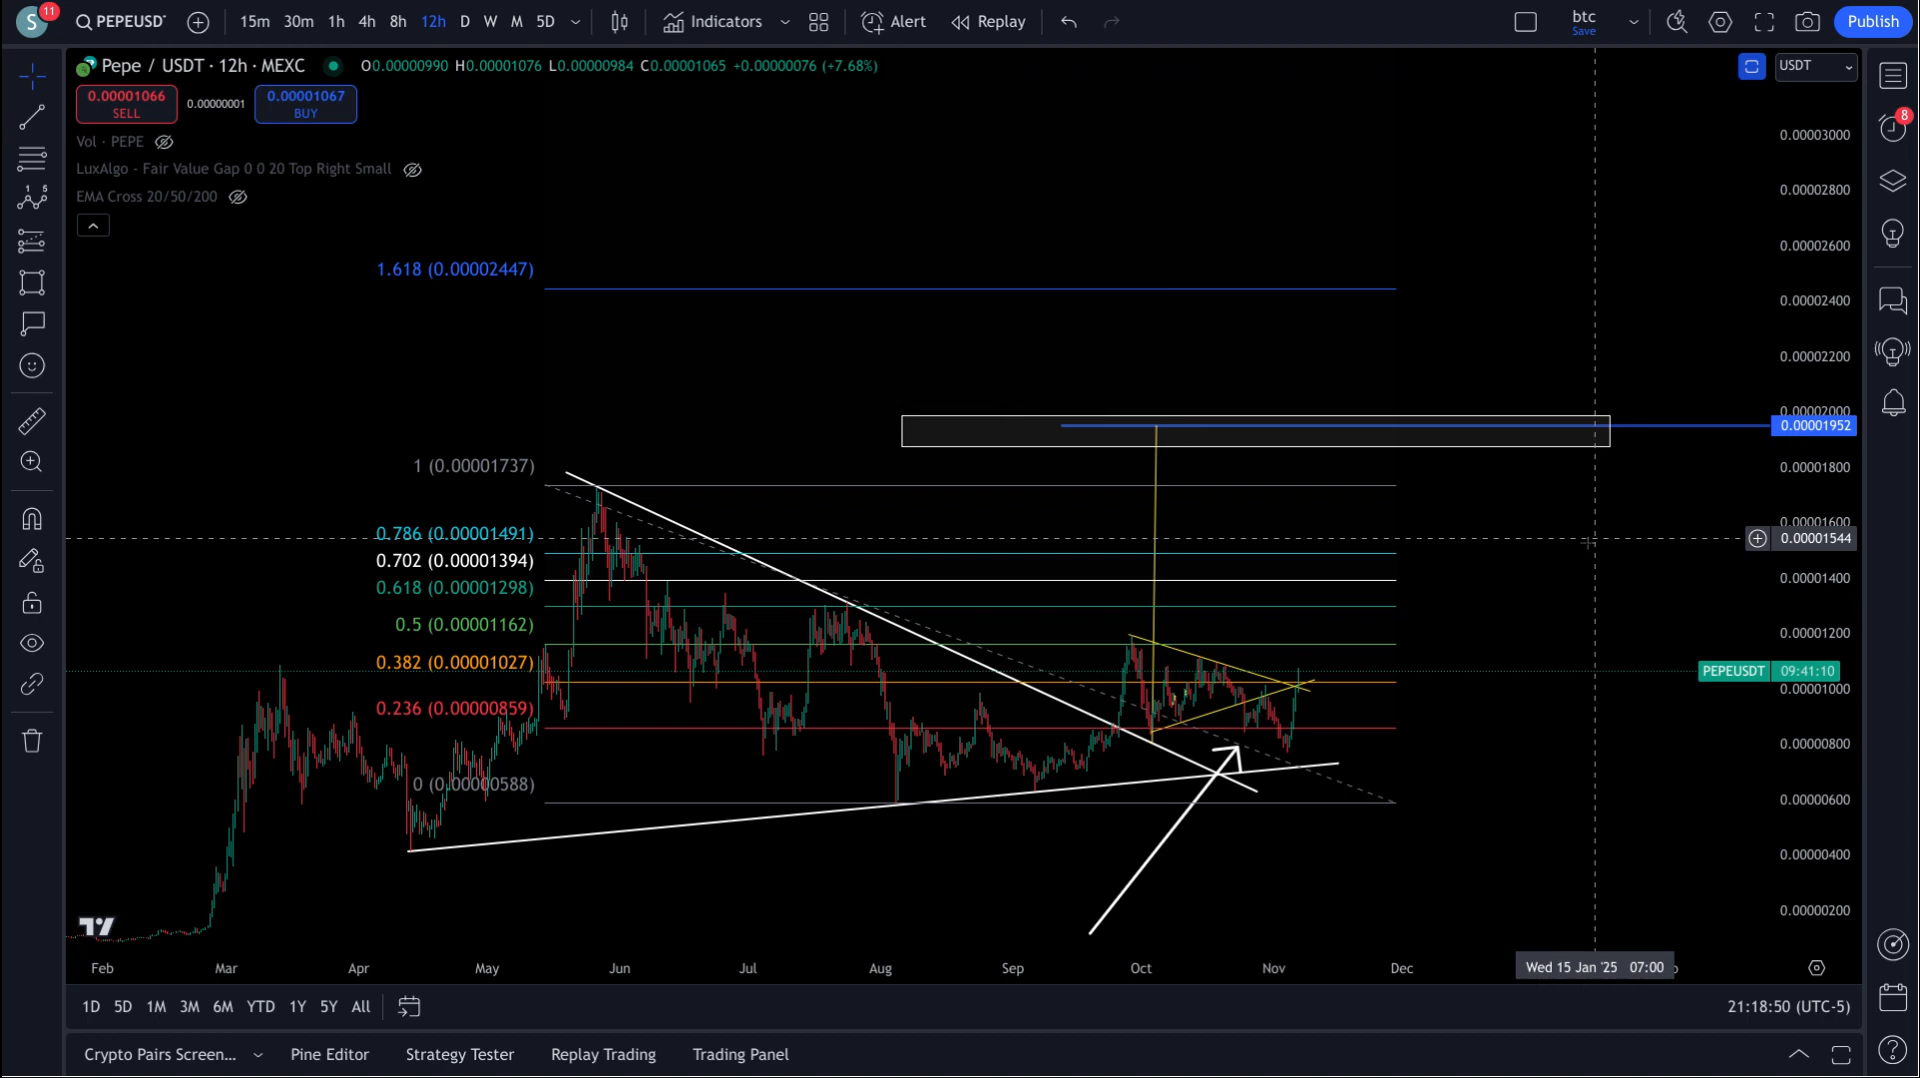 S
11
PEPEUSD
15m 30m 1h 4h 8h 12h D W M 5D
Indicators
Alert
Replay
btc
Save
Publish
Pepe / USDT · 12h · MEXC
O0.00000990 H0.00001076 L0.00000984 C0.00001065 +0.00000076 (+7.68%)
USDT
0.00001066
SELL
0.00000001
0.00001067
BUY
8
Vol · PEPE
LuxAlgo - Fair Value Gap 0 0 20 Top Right Small
EMA Cross 20/50/200
0.00003000
0.00002800
0.00002600
1.618 (0.00002447)
0.00002400
0.00002200
0.00002000
0.00001952
1 (0.00001737)
0.00001800
0.00001600
0.786 (0.00001491)
0.00001544
0.702 (0.00001394)
0.00001400
0.618 (0.00001298)
0.5 (0.00001162)
0.00001200
0.382 (0.00001027)
PEPEUSDT 09:41:10
0.00001000
0.236 (0.00000859)
0.00000800
0 (0.00000588)
0.00000600
0.00000400
0.00000200
Feb Mar Apr May Jun Jul Aug Sep Oct Nov Dec
Wed 15 Jan '25 07:00
1D 5D 1M 3M 6M YTD 1Y 5Y All
21:18:50 (UTC-5)
Crypto Pairs Screen... Pine Editor Strategy Tester Replay Trading Trading Panel